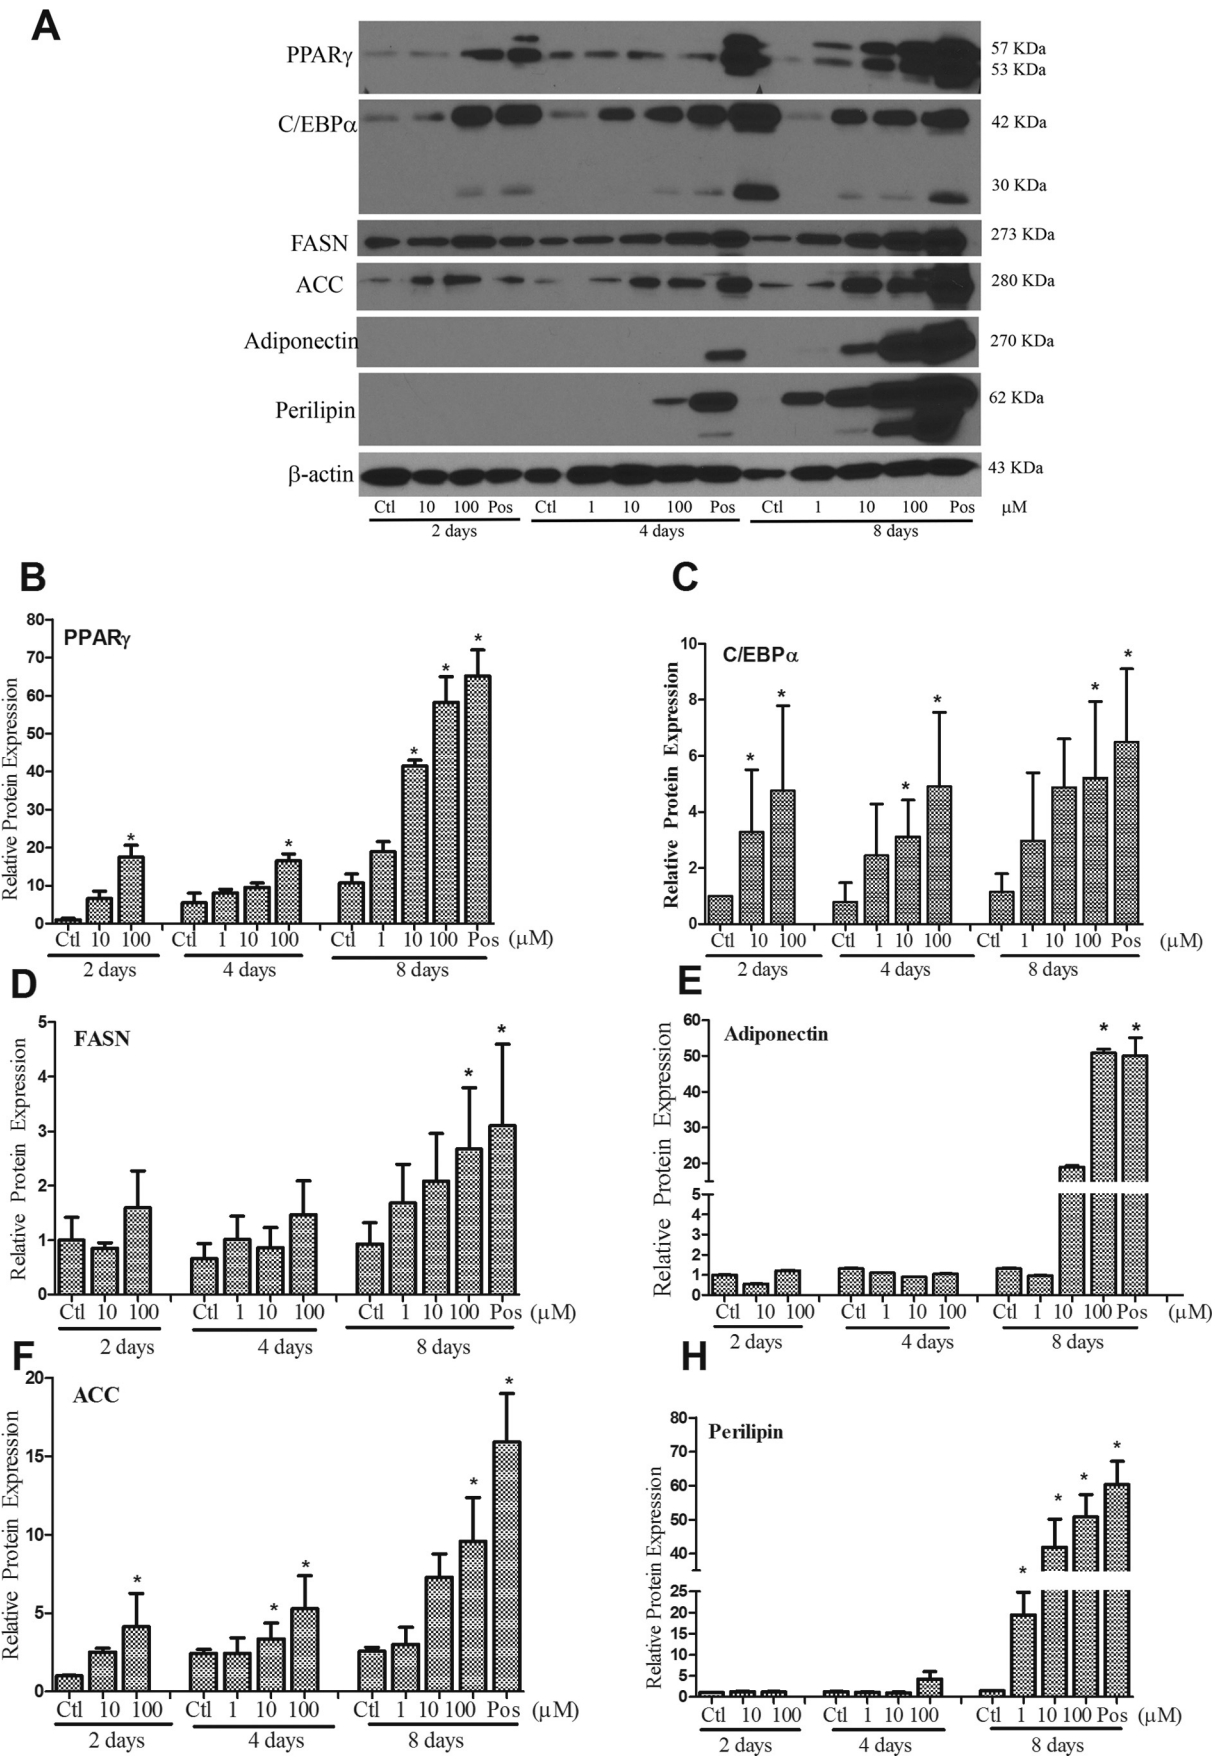 A
PPARγ
57 KDa
53 KDa
C/EBPα
42 KDa
30 KDa
FASN
273 KDa
ACC
280 KDa
Adiponectin
270 KDa
Perilipin
62 KDa
β-actin
43 KDa
Ctl 10 100 Pos Ctl 1 10 100 Pos Ctl 1 10 100 Pos μM
2 days 4 days 8 days
B
PPARγ
Relative Protein Expression
80
70
60
50
40
30
20
10
0
* * * * *
Ctl 10 100 Ctl 1 10 100 Ctl 1 10 100 Pos (μM)
2 days 4 days 8 days
C
C/EBPα
Relative Protein Expression
10
8
6
4
2
0
* * * * * *
Ctl 10 100 Ctl 1 10 100 Ctl 1 10 100 Pos (μM)
2 days 4 days 8 days
D
FASN
Relative Protein Expression
5
4
3
2
1
0
* *
Ctl 10 100 Ctl 1 10 100 Ctl 1 10 100 Pos (μM)
2 days 4 days 8 days
E
Adiponectin
Relative Protein Expression
60
50
40
30
20
5
4
3
2
1
0
* *
Ctl 10 100 Ctl 1 10 100 Ctl 1 10 100 Pos (μM)
2 days 4 days 8 days
F
ACC
Relative Protein Expression
20
15
10
5
0
* * * * *
Ctl 10 100 Ctl 1 10 100 Ctl 1 10 100 Pos (μM)
2 days 4 days 8 days
H
Perilipin
Relative Protein Expression
80
70
60
50
40
25
20
15
10
5
0
* * * *
Ctl 10 100 Ctl 1 10 100 Ctl 1 10 100 Pos (μM)
2 days 4 days 8 days